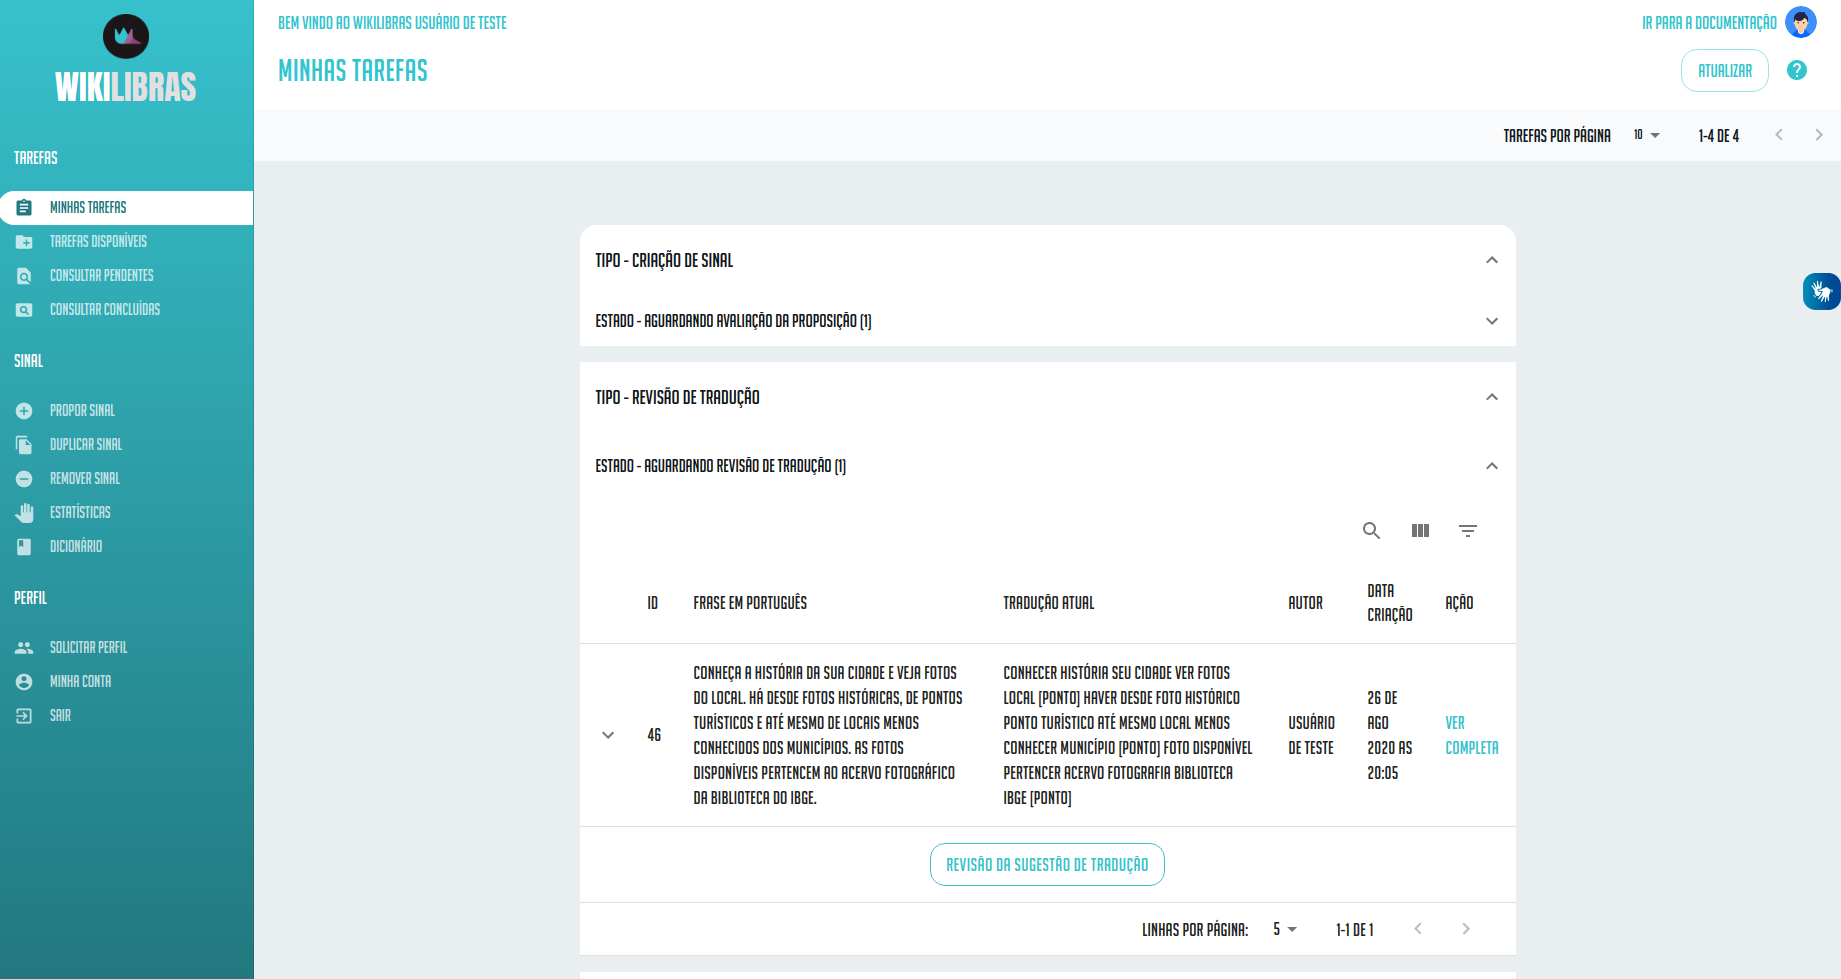 WIKILIBRAS
TAREFAS
MINHAS TAREFAS
TAREFAS DISPONÍVEIS
CONSULTAR PENDENTES
CONSULTAR CONCLUÍDAS
SINAL
PROPOR SINAL
DUPLICAR SINAL
REMOVER SINAL
ESTATÍSTICAS
DICIONÁRIO
PERFIL
SOLICITAR PERFIL
MINHA CONTA
SAIR
BEM VINDO AO WIKILIBRAS USUÁRIO DE TESTE
IR PARA A DOCUMENTAÇÃO
MINHAS TAREFAS
ATUALIZAR
?
TAREFAS POR PÁGINA 10 1-4 DE 4
TIPO - CRIAÇÃO DE SINAL
ESTADO - AGUARDANDO AVALIAÇÃO DA PROPOSIÇÃO (1)
TIPO - REVISÃO DE TRADUÇÃO
ESTADO - AGUARDANDO REVISÃO DE TRADUÇÃO (1)
ID
FRASE EM PORTUGUÊS
TRADUÇÃO ATUAL
AUTOR
DATA
CRIAÇÃO
AÇÃO
46
CONHEÇA A HISTÓRIA DA SUA CIDADE E VEJA FOTOS
DO LOCAL. HÁ DESDE FOTOS HISTÓRICAS, DE PONTOS
TURÍSTICOS E ATÉ MESMO DE LOCAIS MENOS
CONHECIDOS DOS MUNICÍPIOS. AS FOTOS
DISPONÍVEIS PERTENCEM AO ACERVO FOTOGRÁFICO
DA BIBLIOTECA DO IBGE.
CONHECER HISTÓRIA SEU CIDADE VER FOTOS
LOCAL [PONTO] HAVER DESDE FOTO HISTÓRICO
PONTO TURÍSTICO ATÉ MESMO LOCAL MENOS
CONHECER MUNICÍPIO [PONTO] FOTO DISPONÍVEL
PERTENCER ACERVO FOTOGRAFIA BIBLIOTECA
IBGE [PONTO]
USUÁRIO
DE TESTE
26 DE
AGO
2020 AS
20:05
VER
COMPLETA
REVISÃO DA SUGESTÃO DE TRADUÇÃO
LINHAS POR PÁGINA: 5 1-1 DE 1